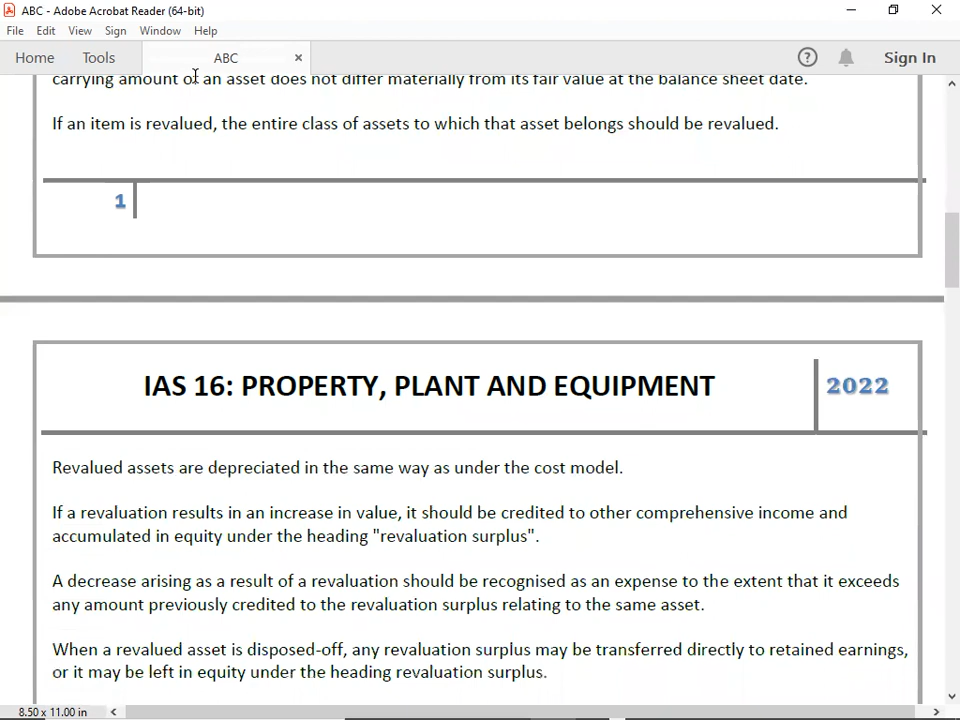 ABC - Adobe Acrobat Reader (64-bit)
File Edit View Sign Window Help
Home Tools ABC × ? Sign In
carrying amount of an asset does not differ materially from its fair value at the balance sheet date.
If an item is revalued, the entire class of assets to which that asset belongs should be revalued.
1
IAS 16: PROPERTY, PLANT AND EQUIPMENT 2022
Revalued assets are depreciated in the same way as under the cost model.
If a revaluation results in an increase in value, it should be credited to other comprehensive income and
accumulated in equity under the heading "revaluation surplus".
A decrease arising as a result of a revaluation should be recognised as an expense to the extent that it exceeds
any amount previously credited to the revaluation surplus relating to the same asset.
When a revalued asset is disposed-off, any revaluation surplus may be transferred directly to retained earnings,
or it may be left in equity under the heading revaluation surplus.
8.50 x 11.00 in